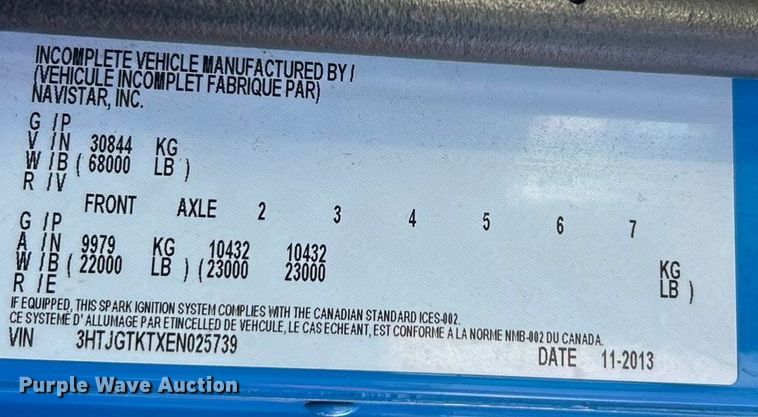 INCOMPLETE VEHICLE MANUFACTURED BY /
(VEHICULE INCOMPLET FABRIQUE PAR)
NAVISTAR, INC.
G /P
V /N 30844 KG
W /B ( 68000 LB )
R /V
FRONT AXLE 2 3 4 5 6 7
G /P
A /N 9979 KG 10432 10432 KG
W /B ( 22000 LB ) ( 23000 23000 LB )
R /E
IF EQUIPPED, THIS SPARK IGNITION SYSTEM COMPLIES WITH THE CANADIAN STANDARD ICES-002.
CE SYSTEMÉ D'ALLUMAGE PAR ETINCELLED DE VEHCULE, LE CAS ECHEANT, EST CONFORME A LA NORME NMB-002 DU CANADA.
VIN 3HTJGTKTXEN025739 DATE 11-2013
Purple Wave Auction